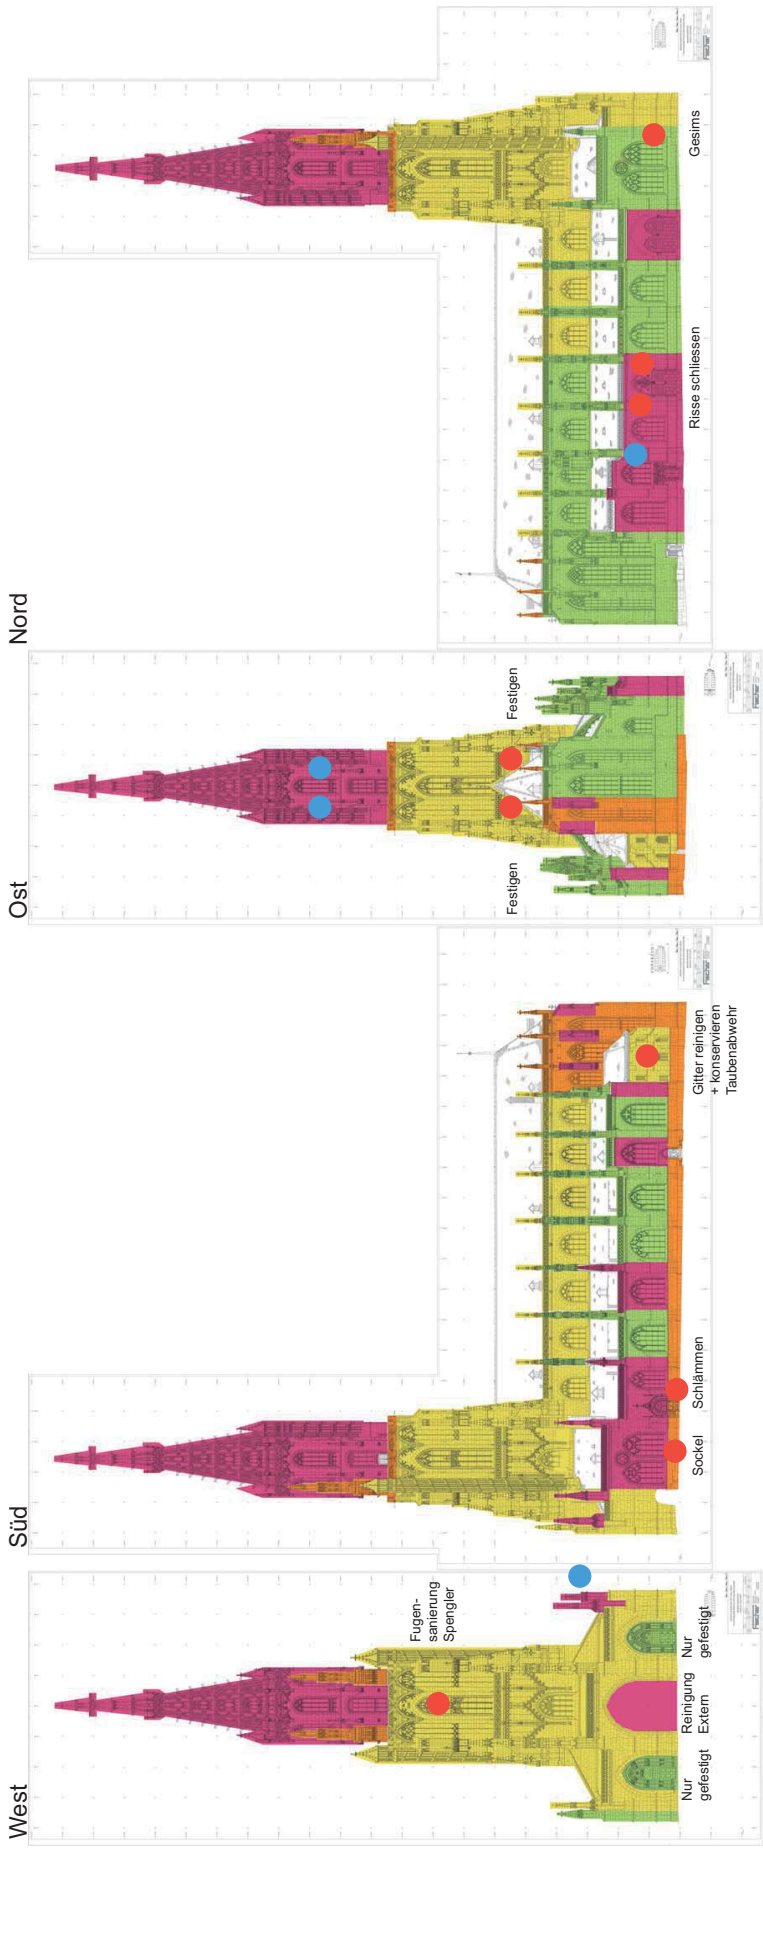 West
Fugen-
sanierung
Spengler
Nur
gefestigt
Reinigung
Extern
Nur
gefestigt
Süd
Sockel
Schlämmen
Gitter reinigen
+ konservieren
Taubenabwehr
Ost
Festigen
Festigen
Nord
Risse schliessen
Gesims